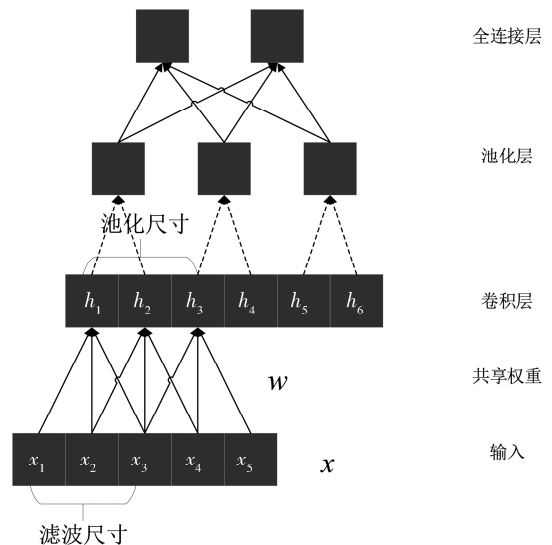 全连接层
池化层
池化尺寸
h1 h2 h3 h4 h5 h6 卷积层
w 共享权重
x1 x2 x3 x4 x5 x 输入
滤波尺寸